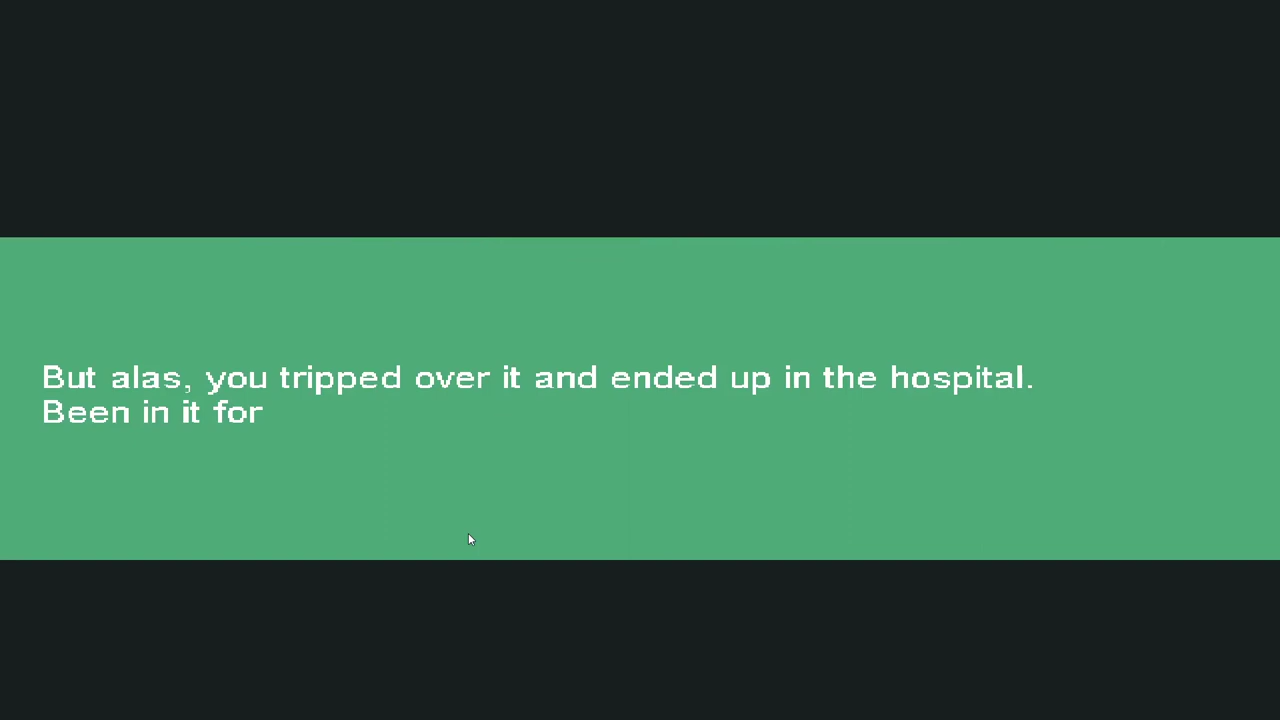 But alas, you tripped over it and ended up in the hospital.
Been in it for